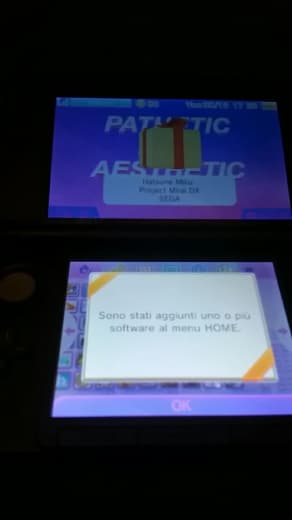 PATHETIC
AESTHETIC
Hatsune Miku
Project Mirai DX
SEGA
Sono stati aggiunti uno o più
software al menu HOME.
OK